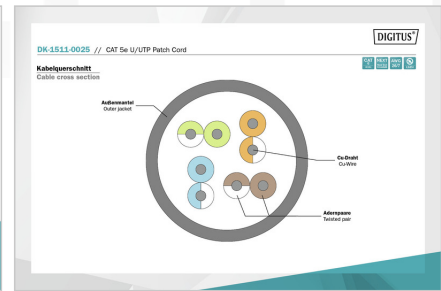 DIGITUS®
DK-1511-0025 // CAT 5e U/UTP Patch Cord
Kabelquerschnitt
Cable cross section
Außenmantel
Outer jacket
Cu-Draht
Cu-Wire
Adernpaare
Twisted pair